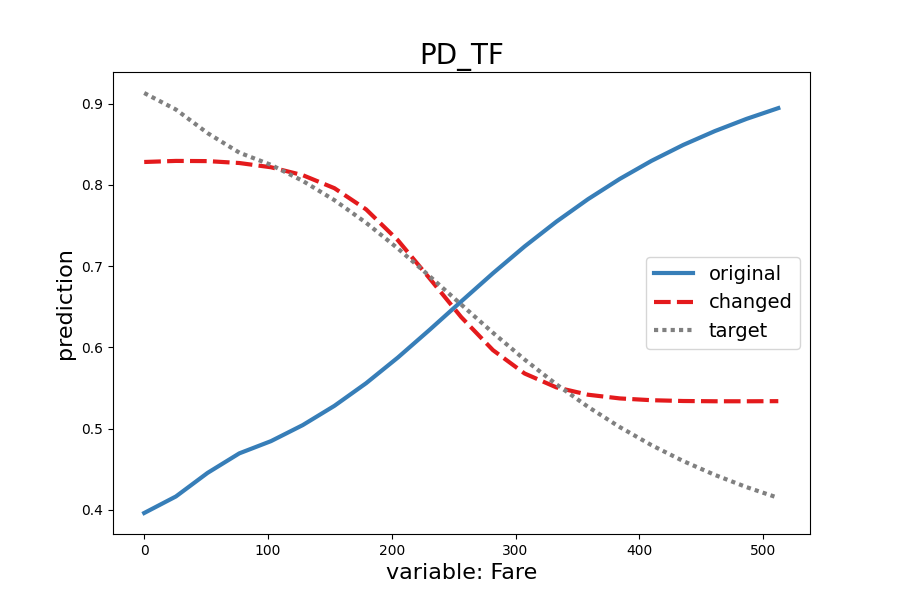 PD_TF
prediction
0.9
0.8
0.7
0.6
0.5
0.4
original
changed
target
0 100 200 300 400 500
variable: Fare